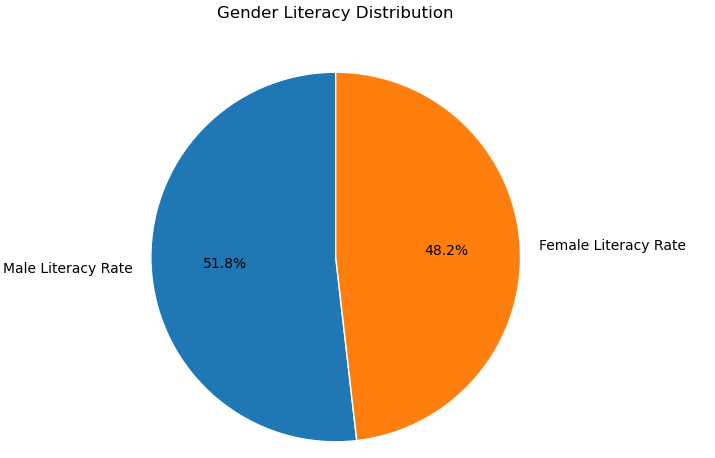 Gender Literacy Distribution
Male Literacy Rate
51.8%
48.2%
Female Literacy Rate